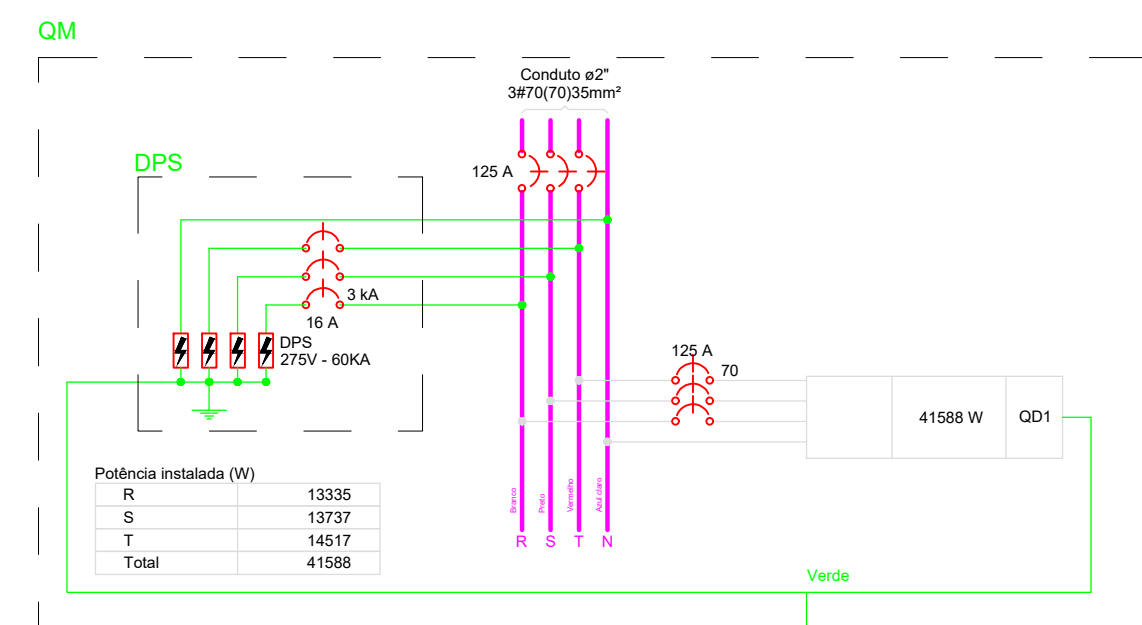 QM
Conduto ø2"
3#70(70)35mm²
DPS
125 A
3 kA
16 A
DPS
275V - 60KA
125 A
70
41588 W
QD1
Potência instalada (W)
R 13335
S 13737
T 14517
Total 41588
Branco
Preto
Vermelho
Azul claro
R S T N
Verde